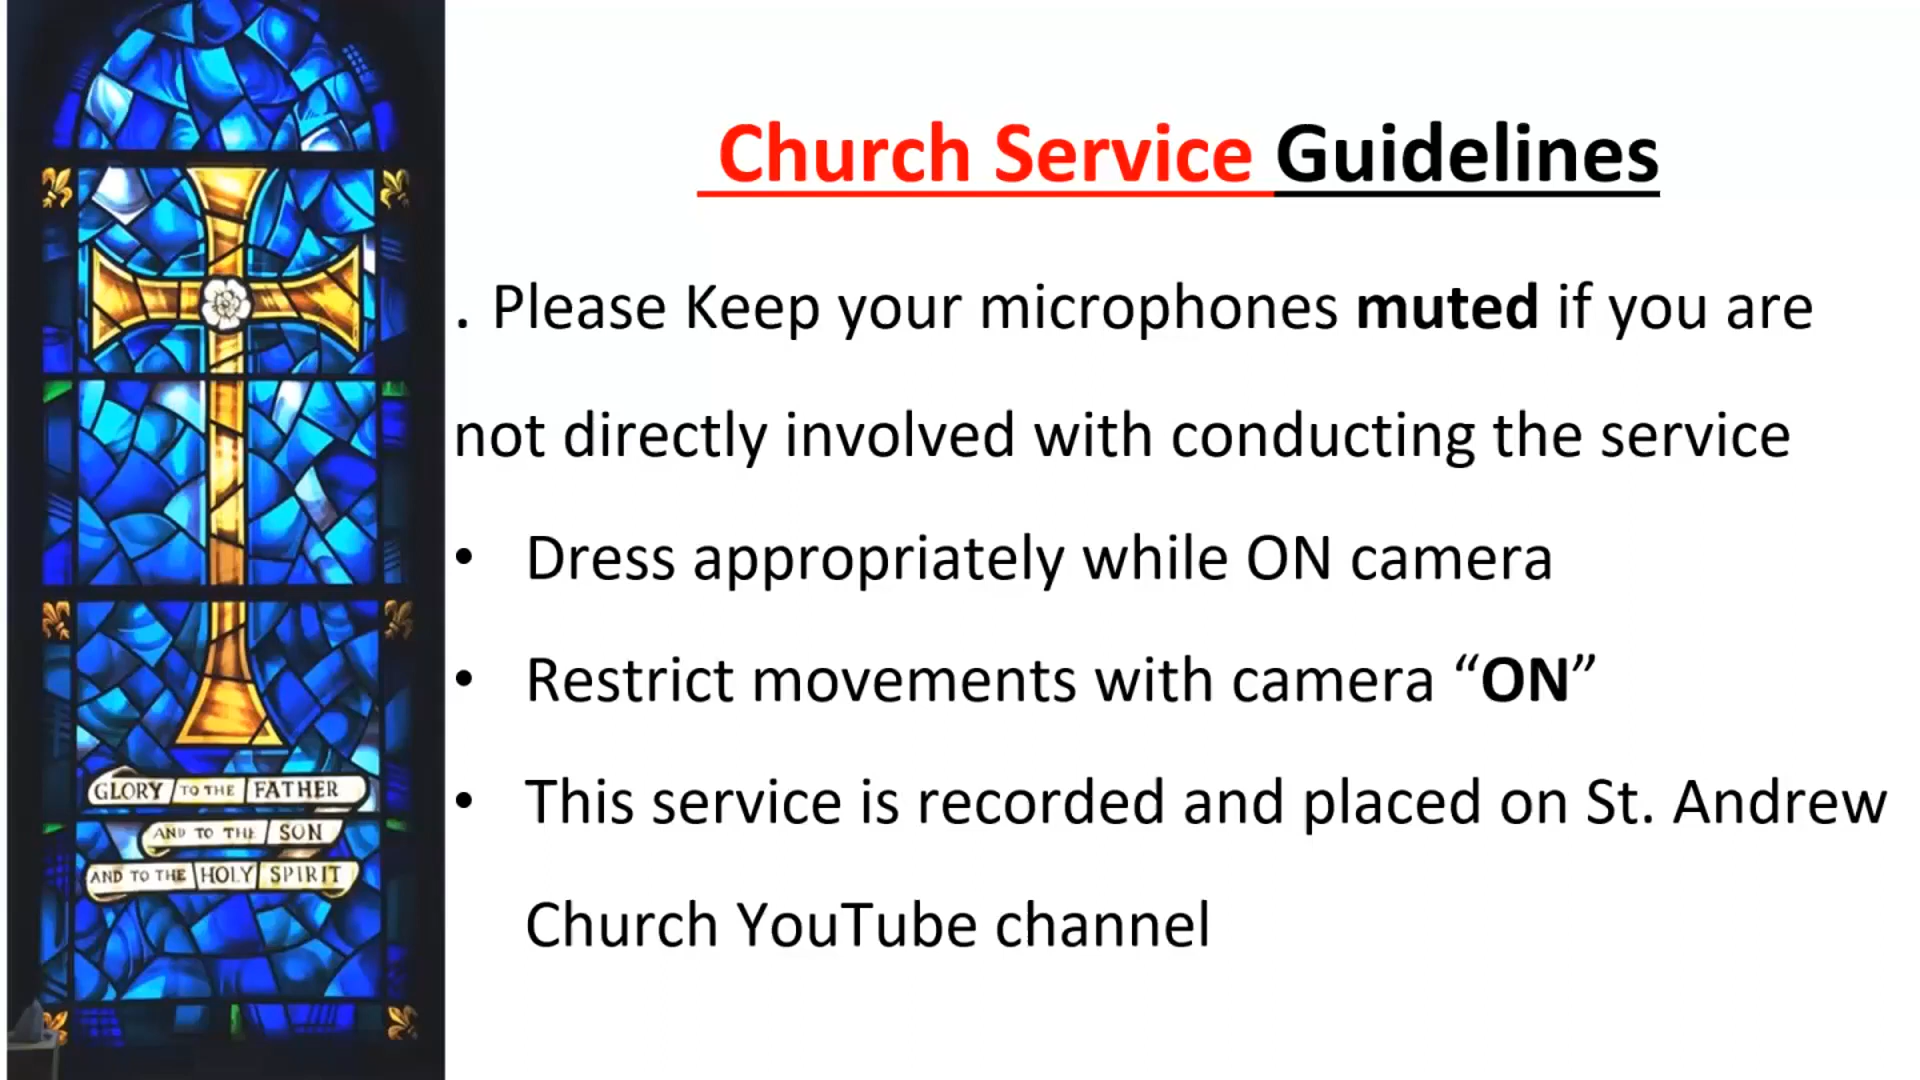 Church Service Guidelines
. Please Keep your microphones muted if you are
not directly involved with conducting the service
• Dress appropriately while ON camera
• Restrict movements with camera “ON”
• This service is recorded and placed on St. Andrew
Church YouTube channel
GLORY TO THE FATHER
AND TO THE SON
AND TO THE HOLY SPIRIT